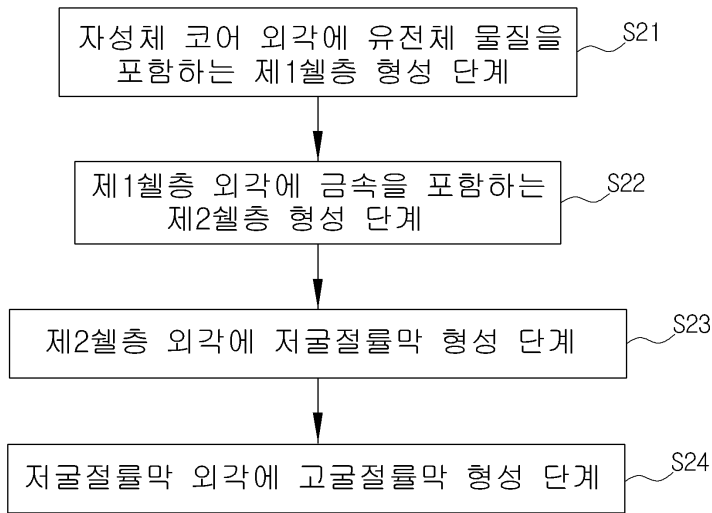 자성체 코어 외각에 유전체 물질을
포함하는 제1쉘층 형성 단계
S21
제1쉘층 외각에 금속을 포함하는
제2쉘층 형성 단계
S22
제2쉘층 외각에 저굴절률막 형성 단계
S23
저굴절률막 외각에 고굴절률막 형성 단계
S24